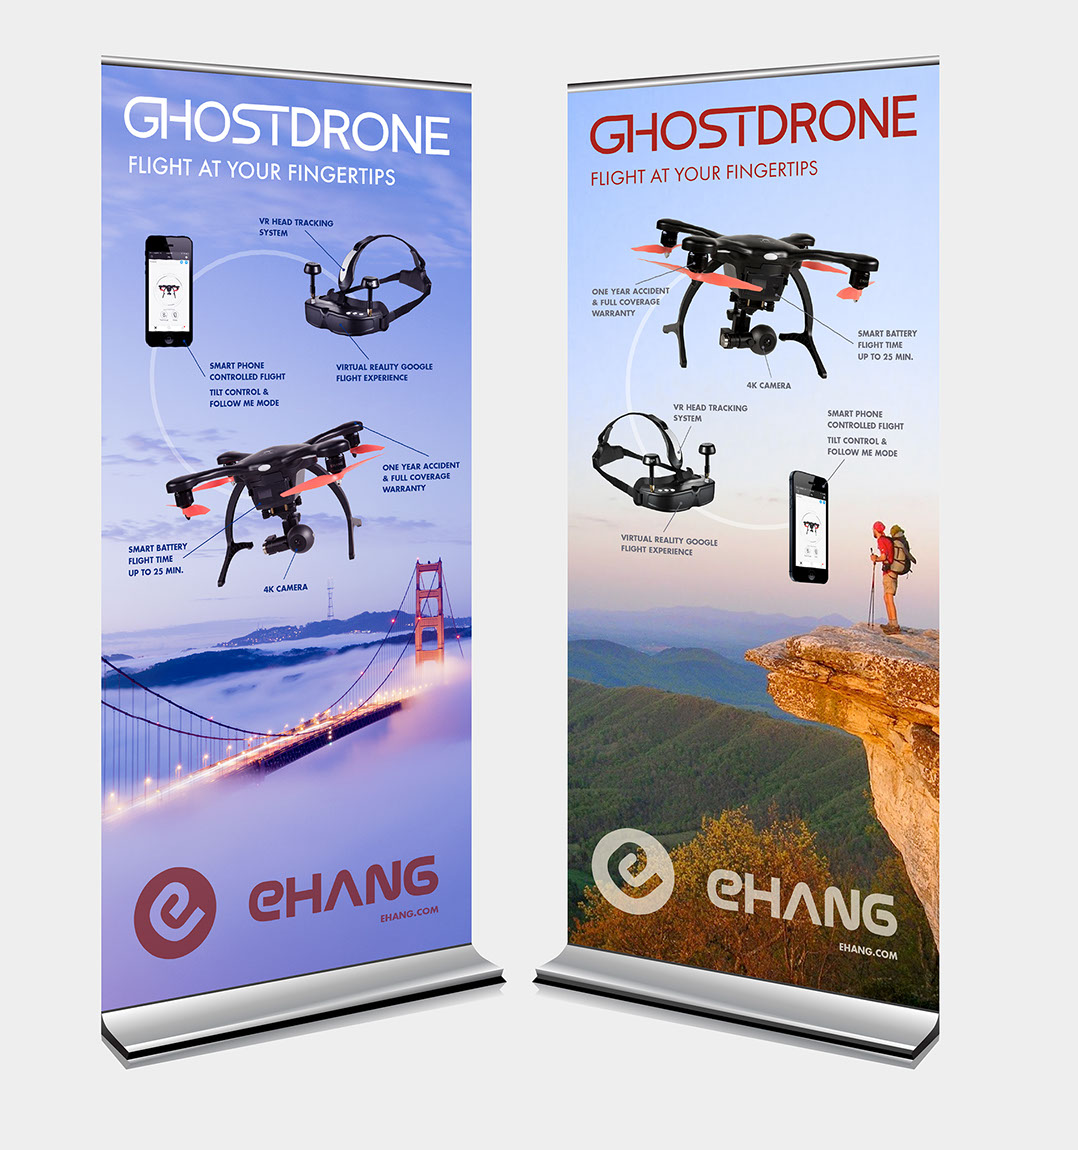 GHOSTDRONE
FLIGHT AT YOUR FINGERTIPS
VR HEAD TRACKING
SYSTEM
SMART PHONE
CONTROLLED FLIGHT
TILT CONTROL &
FOLLOW ME MODE
VIRTUAL REALITY GOOGLE
FLIGHT EXPERIENCE
ONE YEAR ACCIDENT
& FULL COVERAGE
WARRANTY
SMART BATTERY
FLIGHT TIME
UP TO 25 MIN.
4K CAMERA
e
eHANG
EHANG.COM
GHOSTDRONE
FLIGHT AT YOUR FINGERTIPS
ONE YEAR ACCIDENT
& FULL COVERAGE
WARRANTY
SMART BATTERY
FLIGHT TIME
UP TO 25 MIN.
4K CAMERA
VR HEAD TRACKING
SYSTEM
SMART PHONE
CONTROLLED FLIGHT
TILT CONTROL &
FOLLOW ME MODE
VIRTUAL REALITY GOOGLE
FLIGHT EXPERIENCE
e
eHANG
EHANG.COM